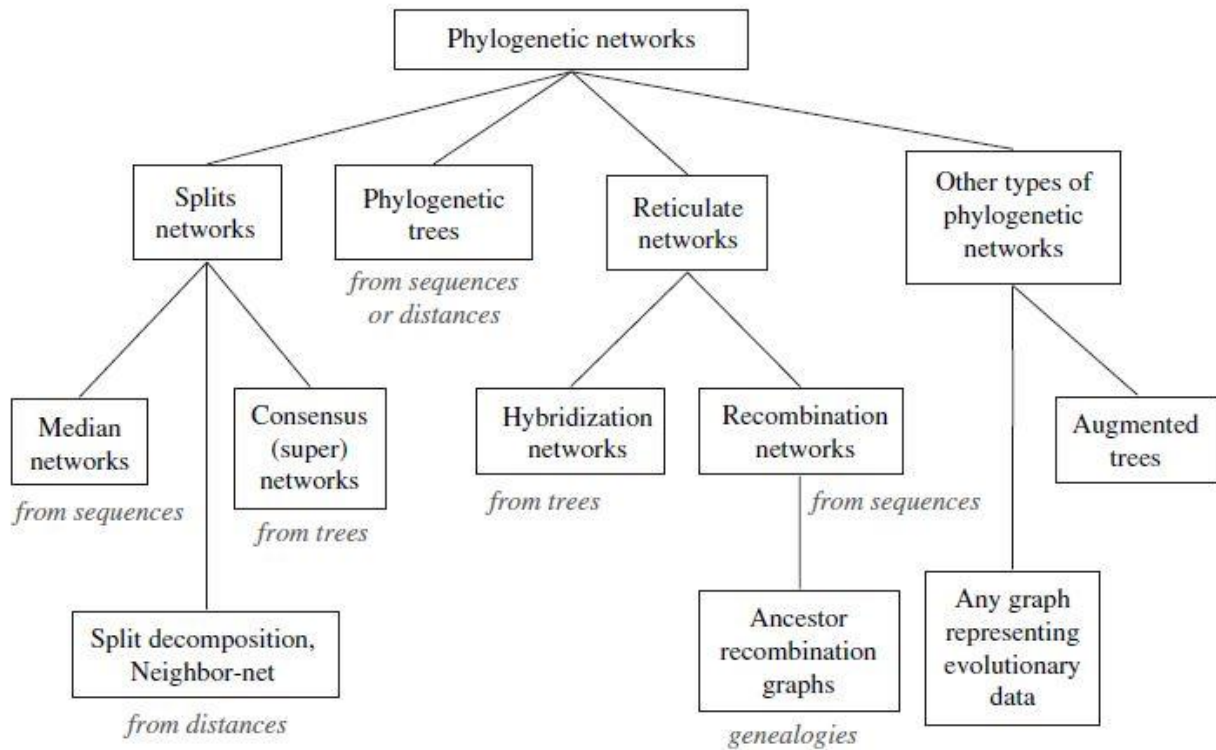 Phylogenetic networks
Splits
networks
Phylogenetic
trees
from sequences
or distances
Reticulate
networks
Other types of
phylogenetic
networks
Median
networks
from sequences
Consensus
(super)
networks
from trees
Hybridization
networks
from trees
Recombination
networks
from sequences
Augmented
trees
Split decomposition,
Neighbor-net
from distances
Ancestor
recombination
graphs
genealogies
Any graph
representing
evolutionary
data